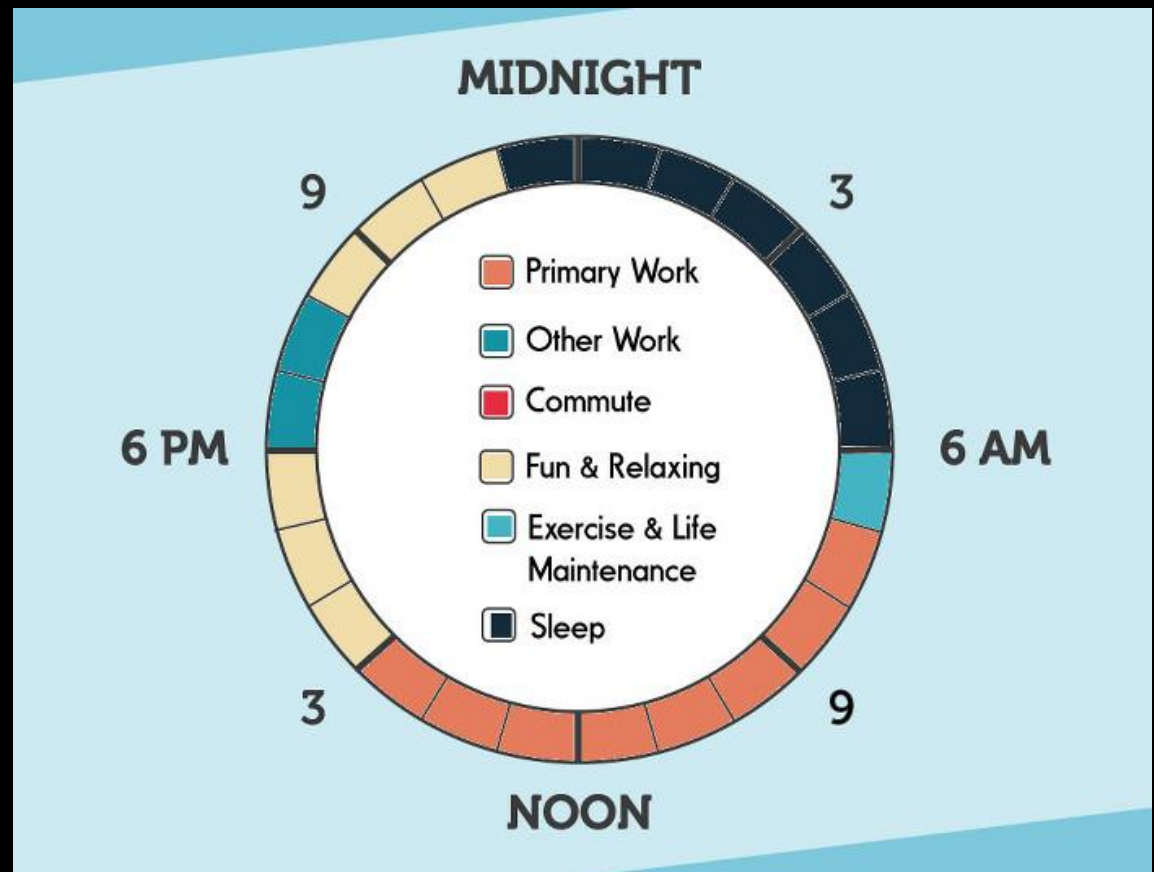 MIDNIGHT
9
3
Primary Work
Other Work
Commute
6 PM
6 AM
Fun & Relaxing
Exercise & Life
Maintenance
Sleep
3
9
NOON